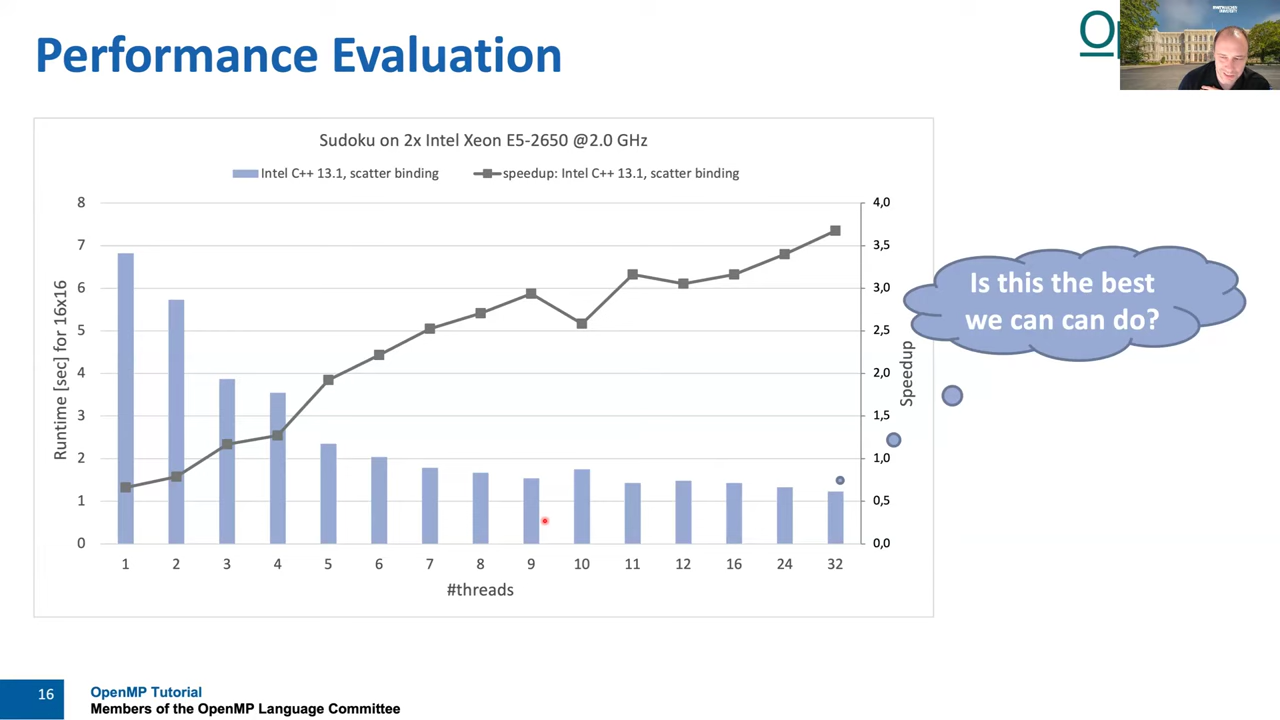 Performance Evaluation
Op
Sudoku on 2x Intel Xeon E5-2650 @2.0 GHz
Intel C++ 13.1, scatter binding
speedup: Intel C++ 13.1, scatter binding
8
7
6
5
4
3
2
1
0
Runtime [sec] for 16x16
4,0
3,5
3,0
2,5
2,0
1,5
1,0
0,5
0,0
Speedup
1 2 3 4 5 6 7 8 9 10 11 12 16 24 32
#threads
Is this the best
we can can do?
16
OpenMP Tutorial
Members of the OpenMP Language Committee